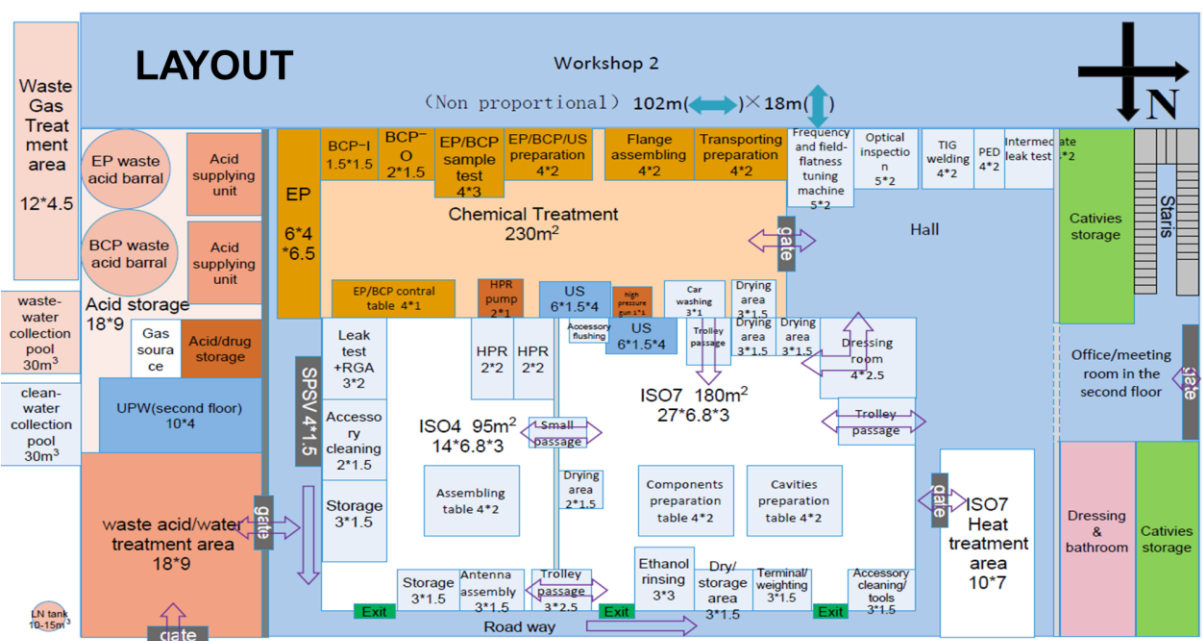 LAYOUT
Workshop 2
（Non proportional）102m( )×18m( )
N
Waste
Gas
Treat
ment
area
12*4.5
EP waste
acid barral
Acid
supplying
unit
BCP waste
acid barral
Acid
supplying
unit
Acid storage
18*9
Gas
soura
ce
Acid/drug
storage
waste-
water
collection
pool
30m³
clean-
water
collection
pool
30m³
UPW(second floor)
10*4
waste acid/water
treatment area
18*9
LN tank
10-15m³
gate
gate
SPSV 4*1.5
EP
6*4
*6.5
BCP-I
1.5*1.5
BCP-
O
2*1.5
EP/BCP
sample
test
4*3
EP/BCP/US
preparation
4*2
Flange
assembling
4*2
Transporting
preparation
4*2
Frequency
and field-
flatness
tuning
machine
5*2
Optical
inspectio
n
5*2
TIG
welding
4*2
PED
4*2
Intermediate
leak test 4*2
Chemical Treatment
230m²
gate
Hall
Cativies
storage
Staris
EP/BCP contral
table 4*1
HPR
pump
2*1
US
6*1.5*4
high
pressure
gun 1*1
Car
washing
3*1
Drying
area
3*1.5
Leak
test
+RGA
3*2
HPR
2*2
HPR
2*2
Accessory
flushing
US
6*1.5*4
Trolley
passage
Drying
area
3*1.5
Drying
area
3*1.5
Dressing
room
4*2.5
Office/meeting
room in the
second floor
gate
Accesso
ry
cleaning
2*1.5
ISO4 95m²
14*6.8*3
Small
passage
ISO7 180m²
27*6.8*3
Trolley
passage
Storage
3*1.5
Assembling
table 4*2
Drying
area
2*1.5
Components
preparation
table 4*2
Cavities
preparation
table 4*2
gate
ISO7
Heat
treatment
area
10*7
Dressing
&
bathroom
Cativies
storage
Storage
3*1.5
Antenna
assembly
3*1.5
Trolley
passage
3*2.5
Ethanol
rinsing
3*3
Dry/
storage
area
3*1.5
Terminal/
weighting
3*1.5
Accessory
cleaning/
tools
3*1.5
Exit
Exit
Exit
Road way